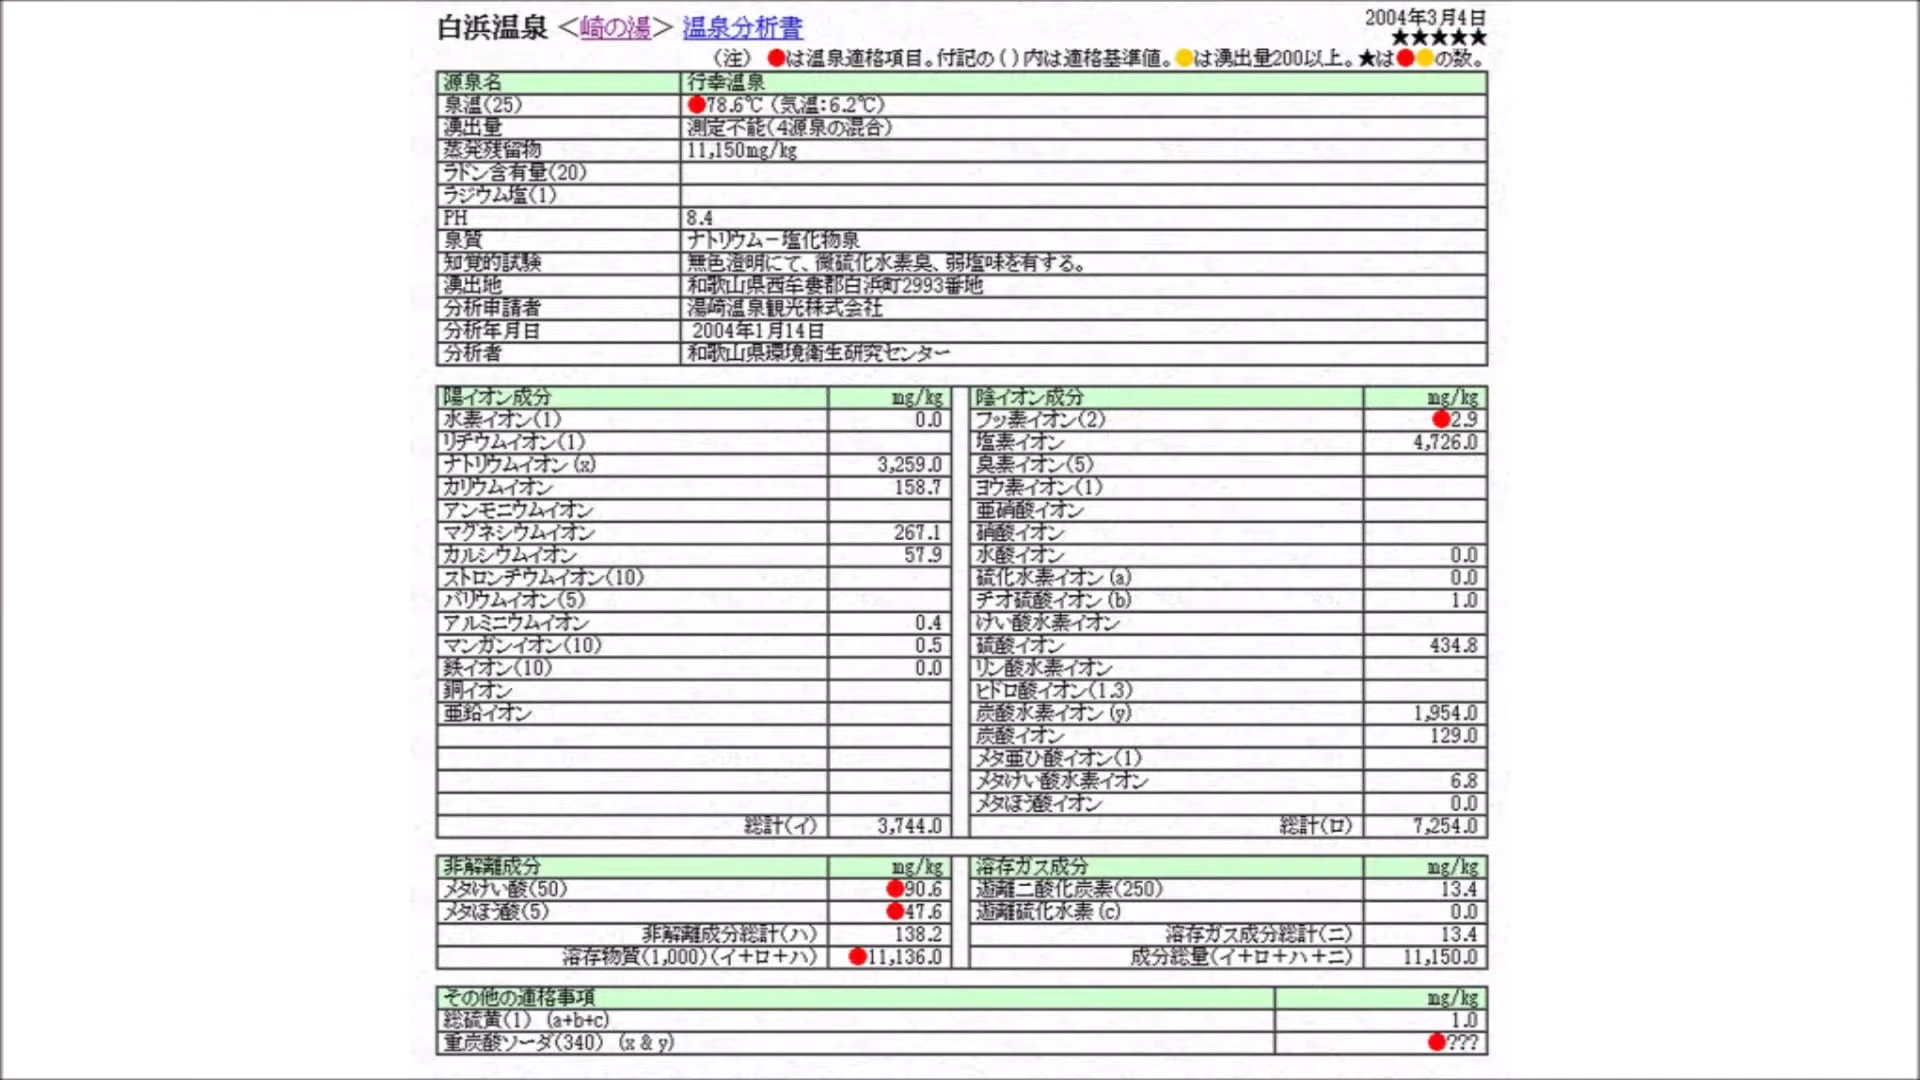 白浜温泉 <崎の湯> 温泉分析書
2004年3月4日
★★★★★
(注) ●は温泉適格項目。付記の( )内は適格基準値。●は湧出量200以上。★は●●の数。
源泉名 行幸温泉
泉温(25) ●78.6℃ (気温:6.2℃)
湧出量 測定不能(4源泉の混合)
蒸発残留物 11,150mg/kg
ラドン含有量(20)
ラジウム塩(1)
PH 8.4
泉質 ナトリウム－塩化物泉
知覚的試験 無色澄明にて、微硫化水素臭、弱塩味を有する。
湧出地 和歌山県西牟婁郡白浜町2993番地
分析申請者 湯崎温泉観光株式会社
分析年月日 2004年1月14日
分析者 和歌山県環境衛生研究センター
陽イオン成分 mg/kg
水素イオン(1) 0.0
リチウムイオン(1)
ナトリウムイオン (x) 3,259.0
カリウムイオン 158.7
アンモニウムイオン
マグネシウムイオン 267.1
カルシウムイオン 57.9
ストロンチウムイオン(10)
バリウムイオン(5)
アルミニウムイオン 0.4
マンガンイオン(10) 0.5
鉄イオン(10) 0.0
銅イオン
亜鉛イオン
総計(イ) 3,744.0
陰イオン成分 mg/kg
フッ素イオン(2) ●2.9
塩素イオン 4,726.0
臭素イオン(5)
ヨウ素イオン(1)
亜硝酸イオン
硝酸イオン
水酸イオン 0.0
硫化水素イオン (a) 0.0
チオ硫酸イオン (b) 1.0
けい酸水素イオン
硫酸イオン 434.8
リン酸水素イオン
ヒドロ酸イオン(1.3)
炭酸水素イオン (y) 1,954.0
炭酸イオン 129.0
メタ亜ひ酸イオン(1)
メタけい酸水素イオン 6.8
メタほう酸イオン 0.0
総計(ロ) 7,254.0
非解離成分 mg/kg
メタけい酸(50) ●90.6
メタほう酸(5) ●47.6
非解離成分総計(ハ) 138.2
溶存物質(1,000)(イ+ロ+ハ) ●11,136.0
溶存ガス成分 mg/kg
遊離二酸化炭素(250) 13.4
遊離硫化水素 (c) 0.0
溶存ガス成分総計(ニ) 13.4
成分総量(イ+ロ+ハ+ニ) 11,150.0
その他の適格事項 mg/kg
総硫黄(1) (a+b+c) 1.0
重炭酸ソーダ(340) (x & y) ●???